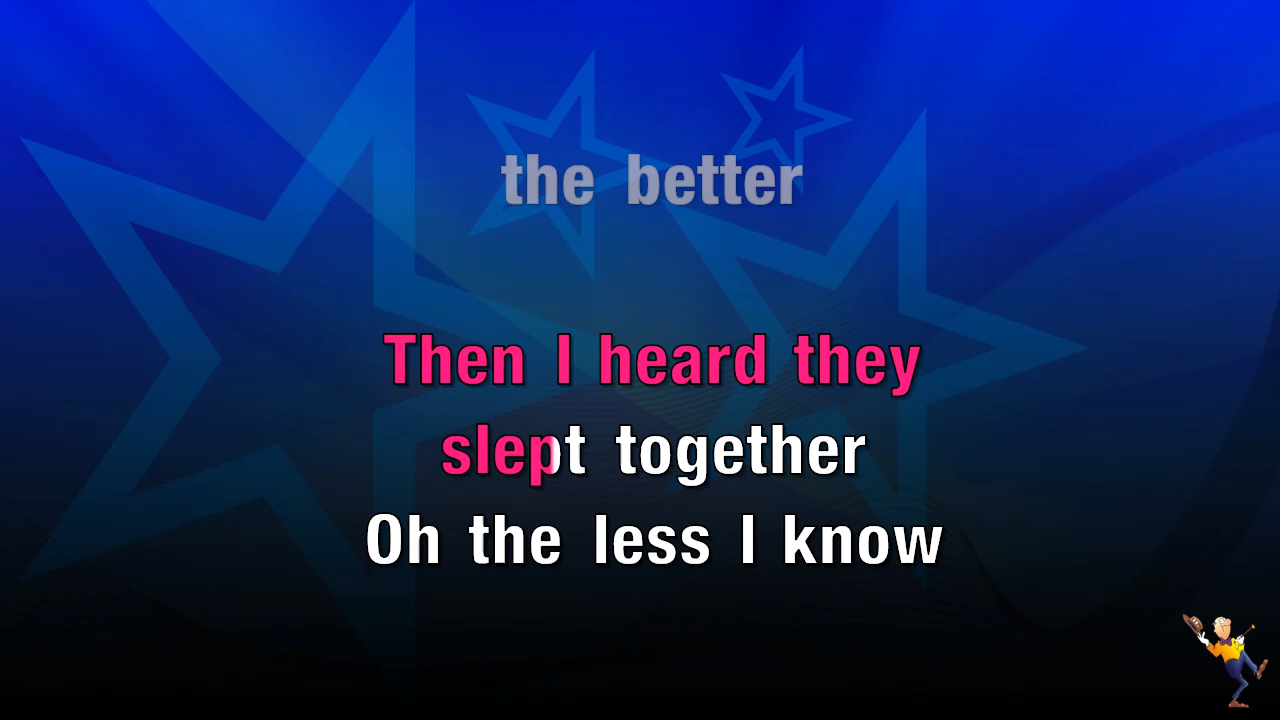 the better
Then I heard they
slept together
Oh the less I know